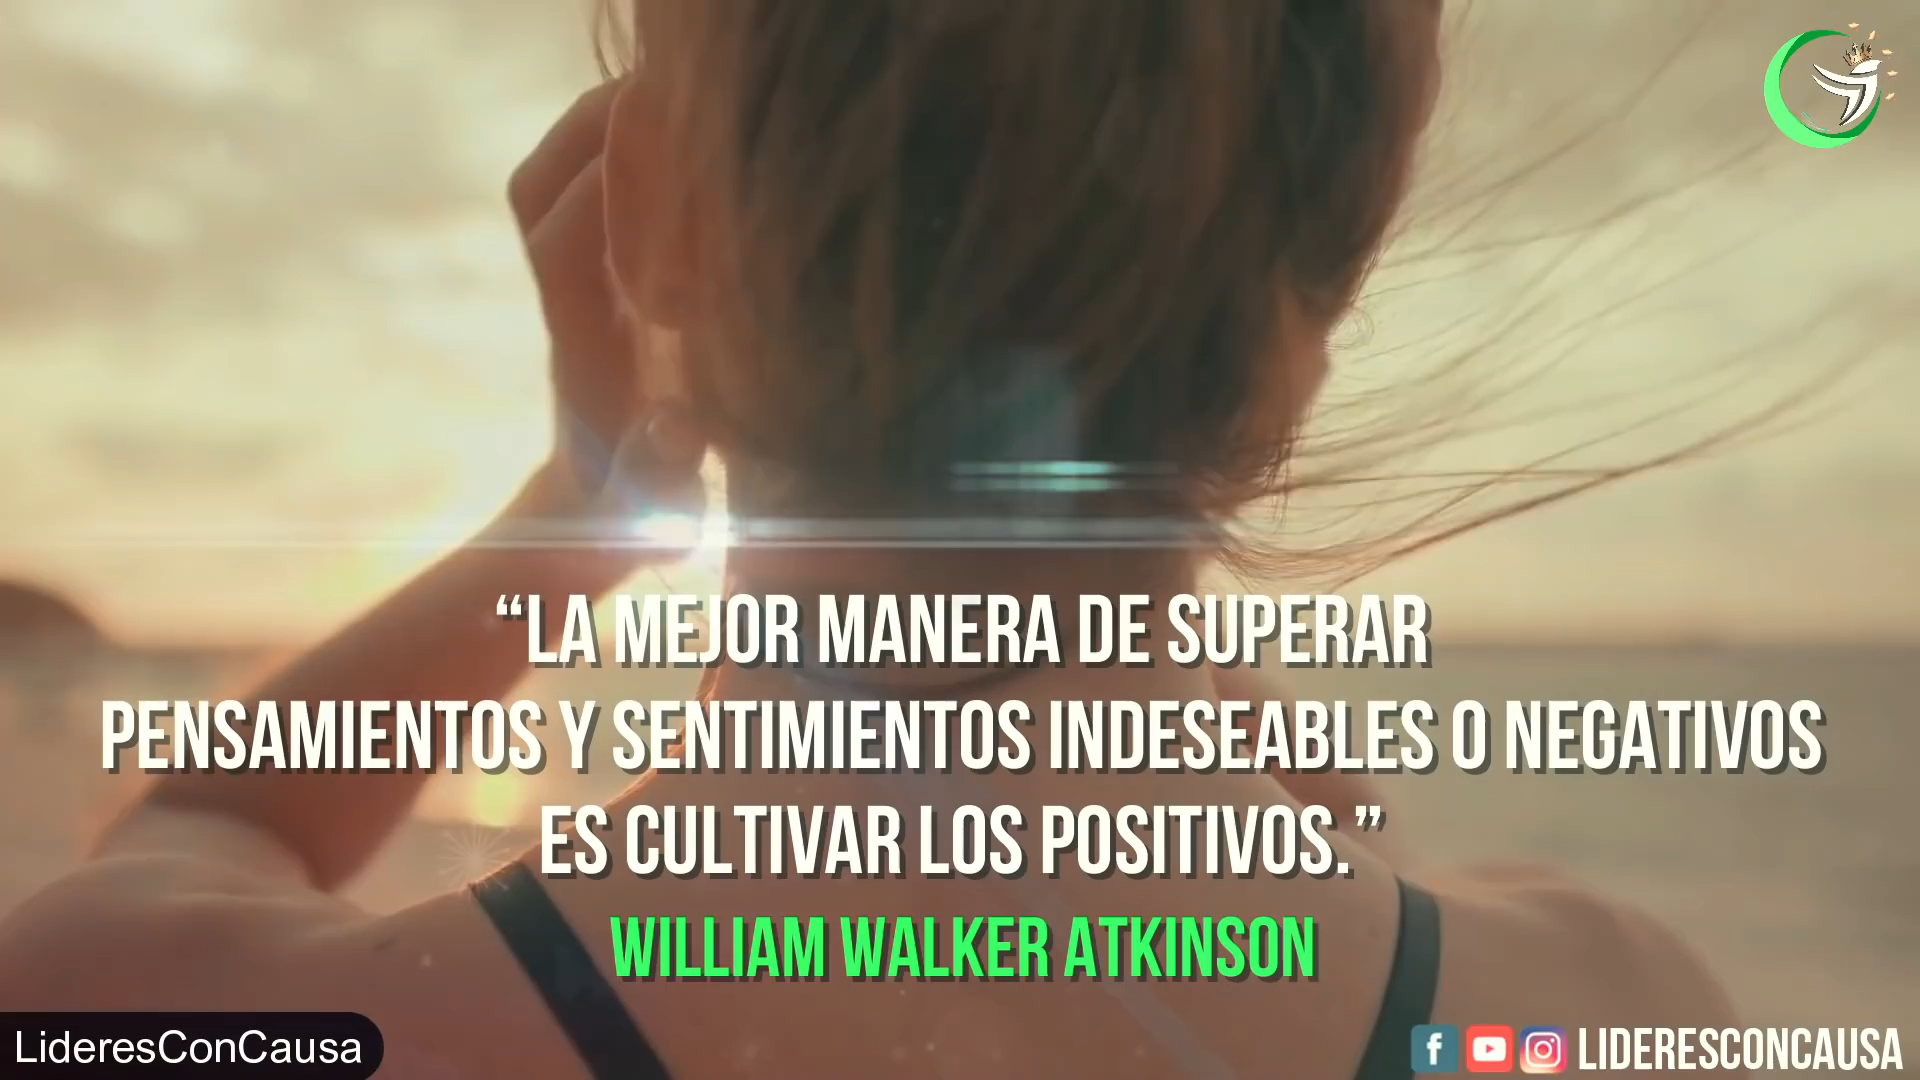 “LA MEJOR MANERA DE SUPERAR
PENSAMIENTOS Y SENTIMIENTOS INDESEABLES O NEGATIVOS
ES CULTIVAR LOS POSITIVOS.”
WILLIAM WALKER ATKINSON
LideresConCausa
LIDERESCONCAUSA